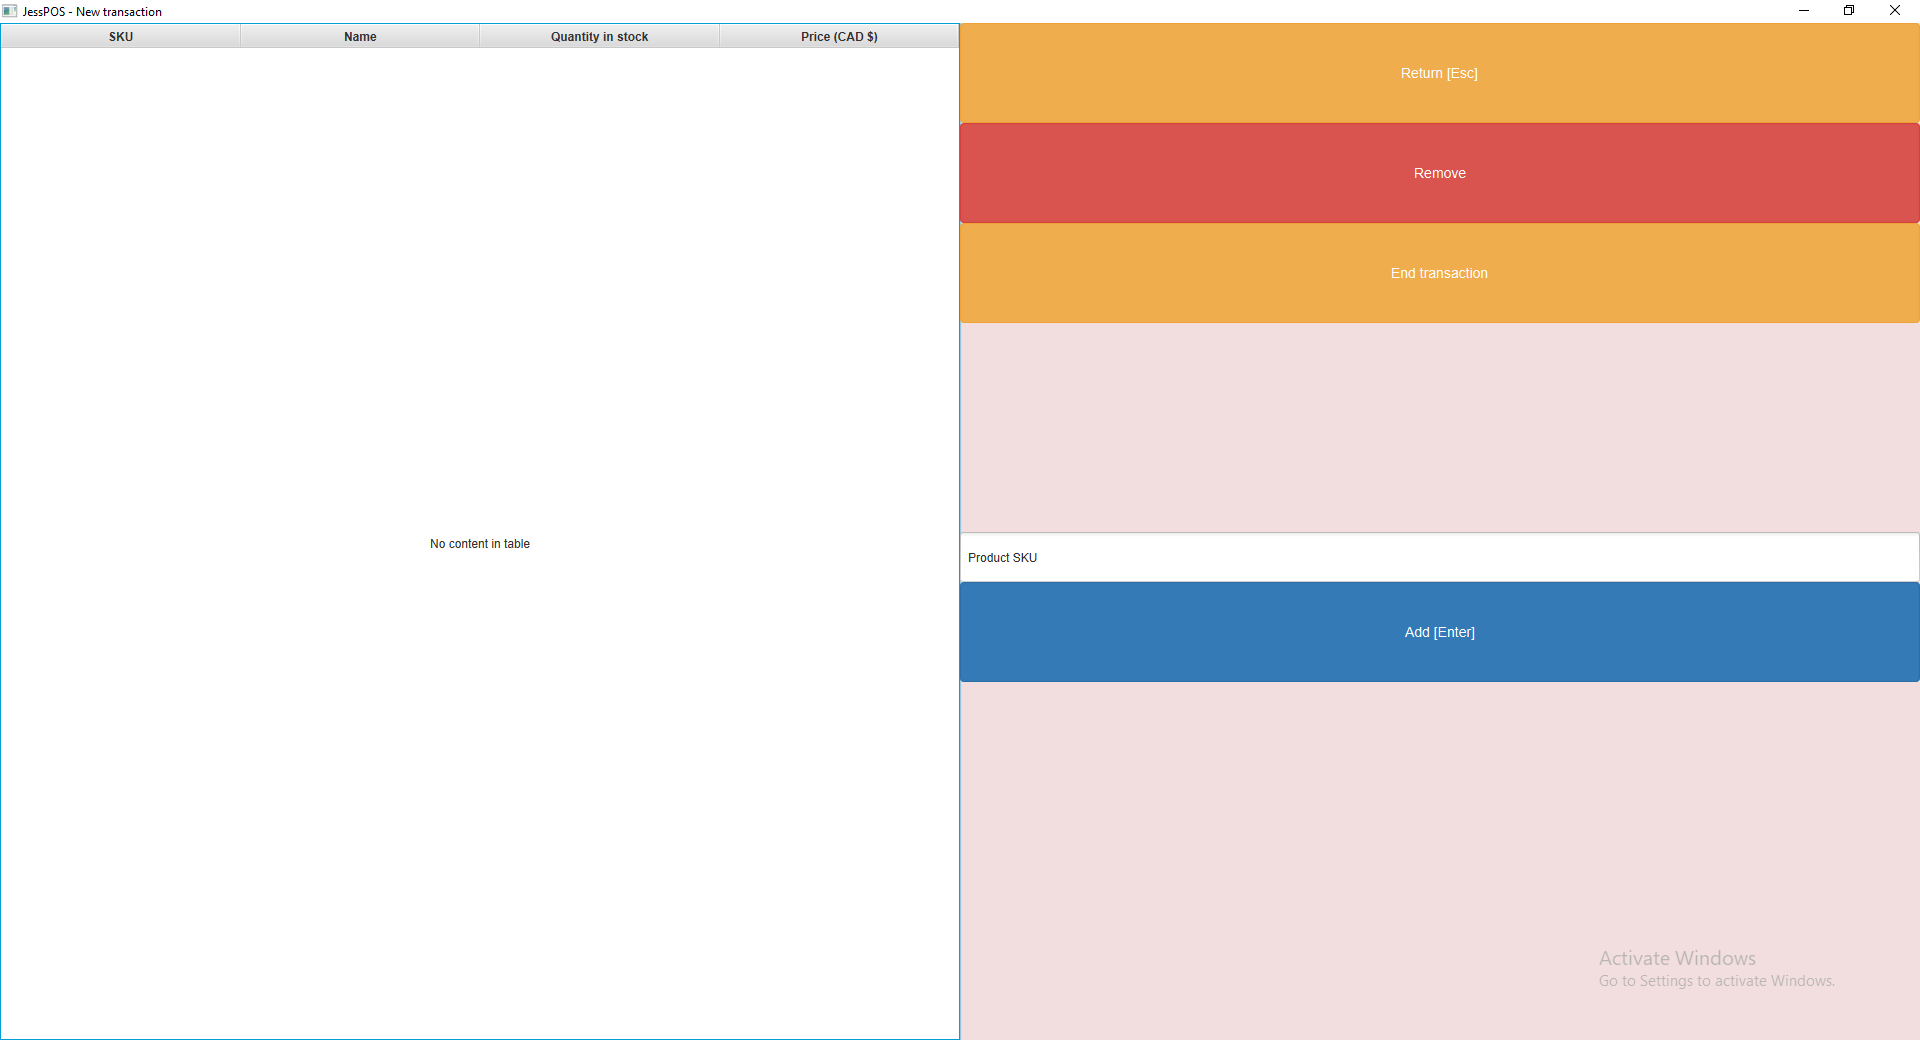 JessPOS - New transaction
SKU
Name
Quantity in stock
Price (CAD $)
No content in table
Return [Esc]
Remove
End transaction
Product SKU
Add [Enter]
Activate Windows
Go to Settings to activate Windows.